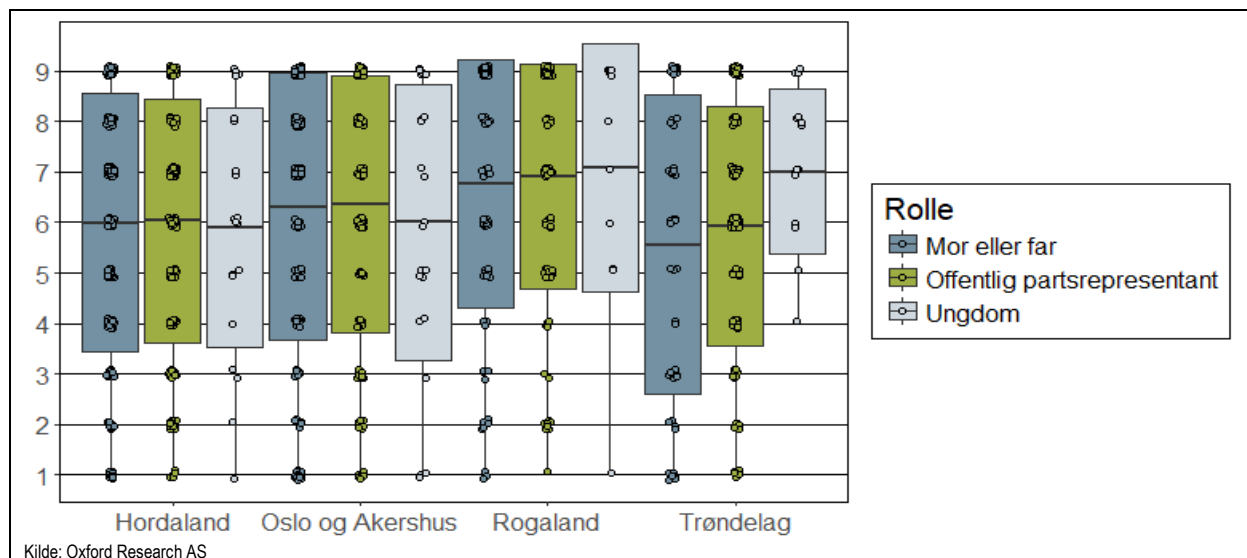 9
8
7
6
5
4
3
2
1
Hordaland Oslo og Akershus Rogaland Trøndelag
Rolle
Mor eller far
Offentlig partsrepresentant
Ungdom
Kilde: Oxford Research AS